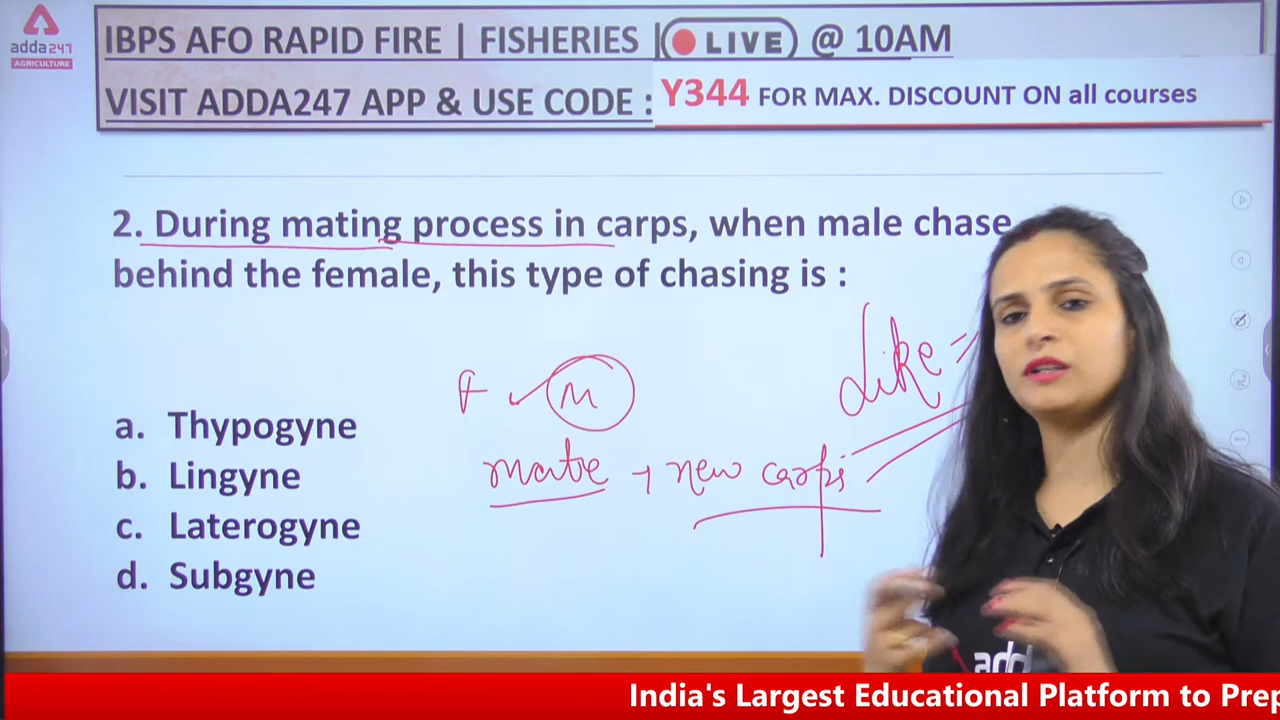 adda247
AGRICULTURE
IBPS AFO RAPID FIRE | FISHERIES | LIVE @ 10AM
VISIT ADDA247 APP & USE CODE : Y344 FOR MAX. DISCOUNT ON all courses
2. During mating process in carps, when male chase
behind the female, this type of chasing is :
Like
F M
a. Thypogyne
mate new carps
b. Lingyne
c. Laterogyne
d. Subgyne
add
India's Largest Educational Platform to Prep